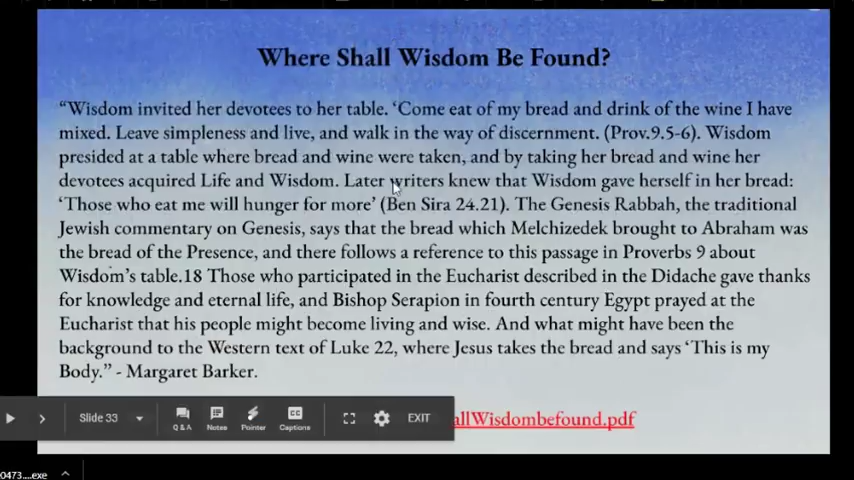 Where Shall Wisdom Be Found?
“Wisdom invited her devotees to her table. ‘Come eat of my bread and drink of the wine I have
mixed. Leave simpleness and live, and walk in the way of discernment. (Prov.9.5-6). Wisdom
presided at a table where bread and wine were taken, and by taking her bread and wine her
devotees acquired Life and Wisdom. Later writers knew that Wisdom gave herself in her bread:
‘Those who eat me will hunger for more’ (Ben Sira 24.21). The Genesis Rabbah, the traditional
Jewish commentary on Genesis, says that the bread which Melchizedek brought to Abraham was
the bread of the Presence, and there follows a reference to this passage in Proverbs 9 about
Wisdom’s table.18 Those who participated in the Eucharist described in the Didache gave thanks
for knowledge and eternal life, and Bishop Serapion in fourth century Egypt prayed at the
Eucharist that his people might become living and wise. And what might have been the
background to the Western text of Luke 22, where Jesus takes the bread and says ‘This is my
Body.” - Margaret Barker.
allWisdombefound.pdf
Slide 33
Q & A
Notes
Pointer
Captions
EXIT
0473....exe